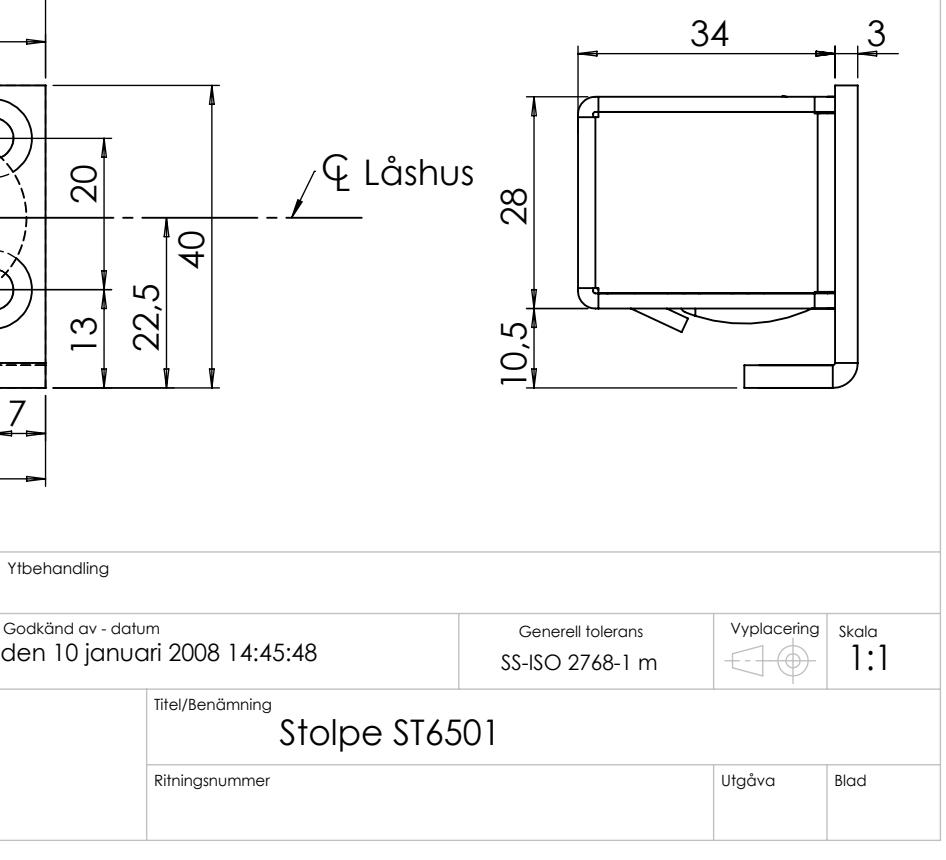 34
3
20
℄ Låshus
28
40
22,5
13
10,5
7
Ytbehandling
Godkänd av - datum
den 10 januari 2008 14:45:48
Generell tolerans
SS-ISO 2768-1 m
Vyplacering
Skala
1:1
Titel/Benämning
Stolpe ST6501
Ritningsnummer
Utgåva
Blad